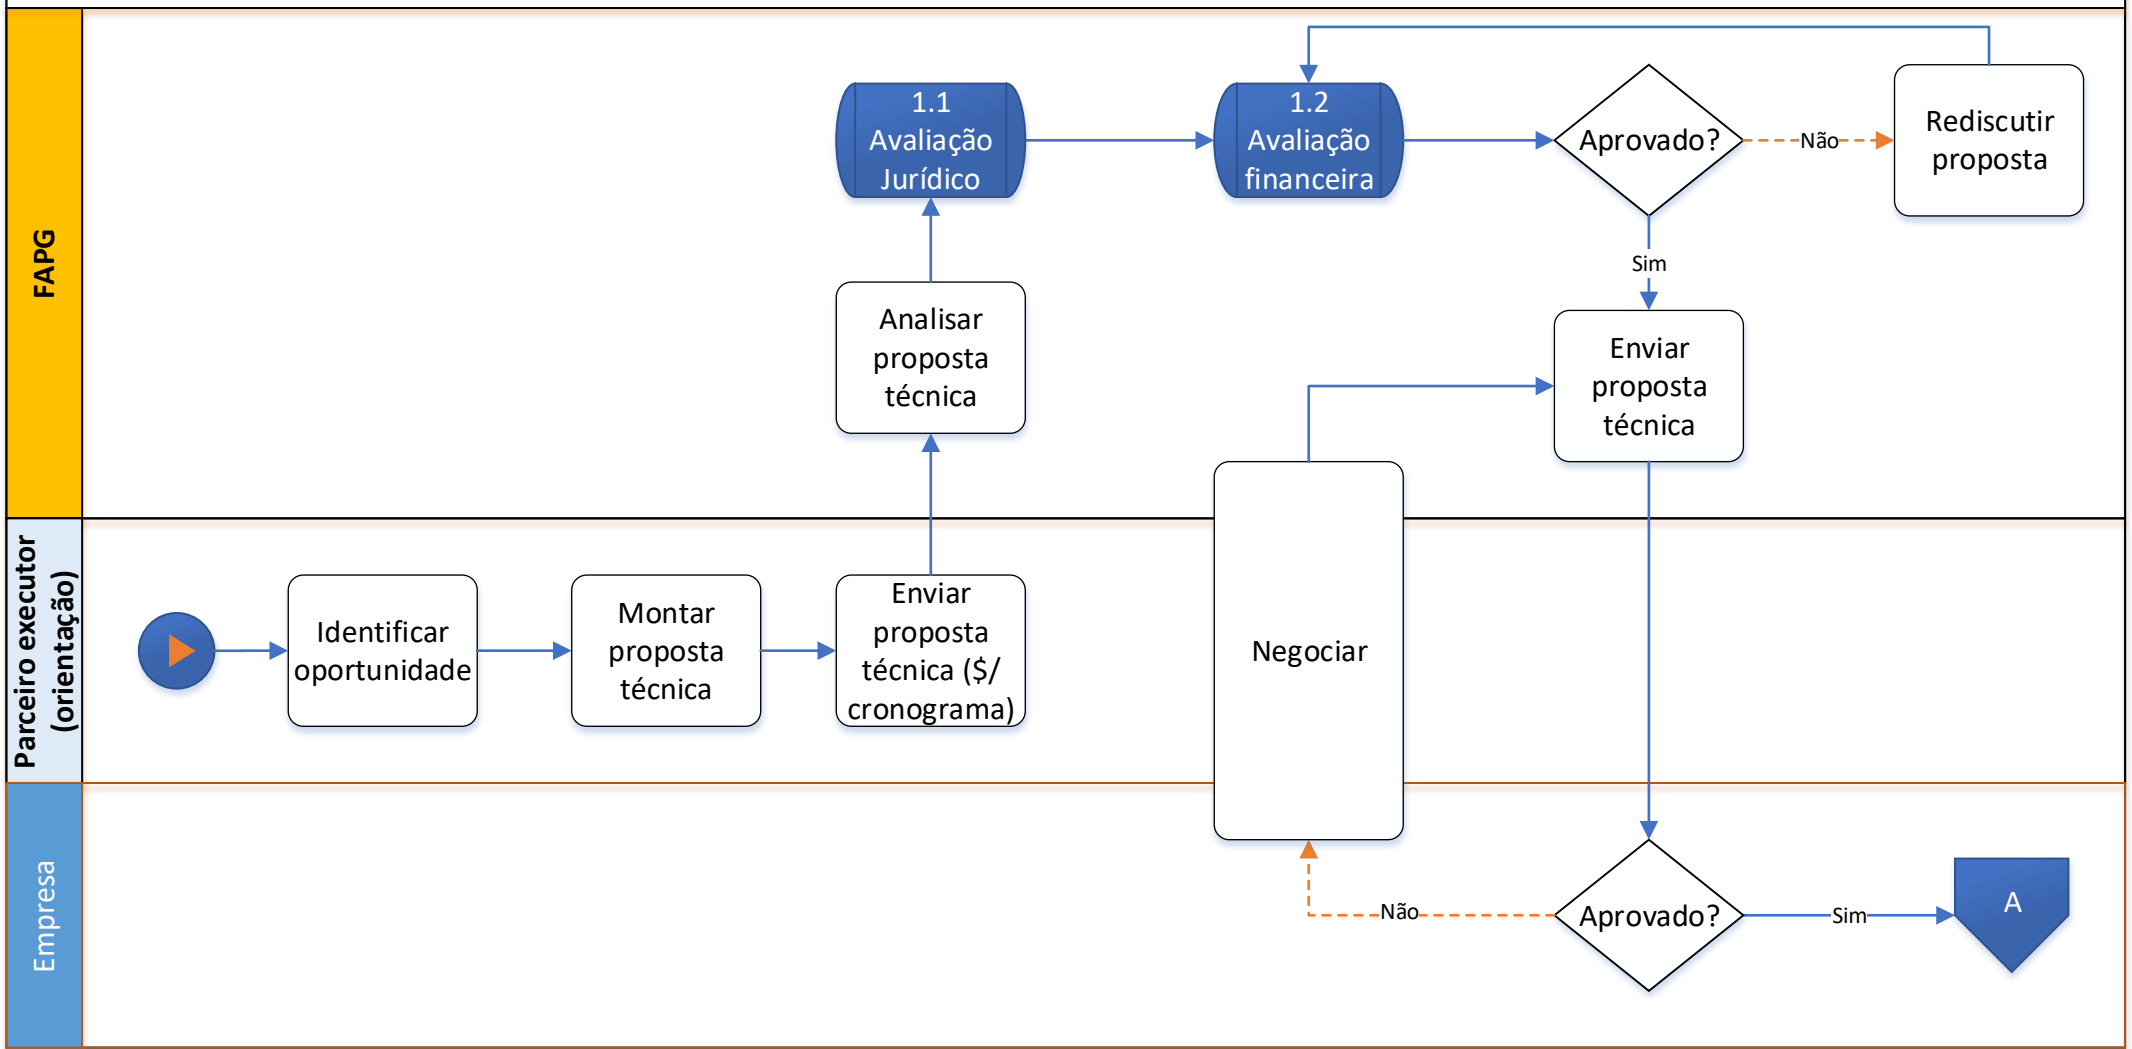 FAPG
1.1
Avaliação
Jurídico
1.2
Avaliação
financeira
Aprovado?
Não
Rediscutir
proposta
Sim
Analisar
proposta
técnica
Enviar
proposta
técnica
Parceiro executor
(orientação)
Identificar
oportunidade
Montar
proposta
técnica
Enviar
proposta
técnica ($/
cronograma)
Negociar
Empresa
Não
Aprovado?
Sim
A